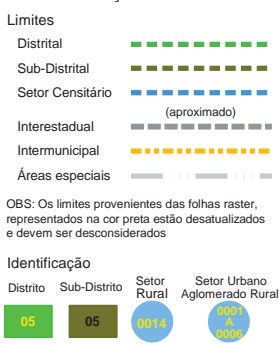 Limites
Distrital
Sub-Distrital
Setor Censitário
(aproximado)
Interestadual
Intermunicipal
Áreas especiais
OBS: Os limites provenientes das folhas raster,
representados na cor preta estão desatualizados
e devem ser desconsiderados
Identificação
Distrito
Sub-Distrito
Setor
Rural
Setor Urbano
Aglomerado Rural
05
05
0014
0001
A
0006